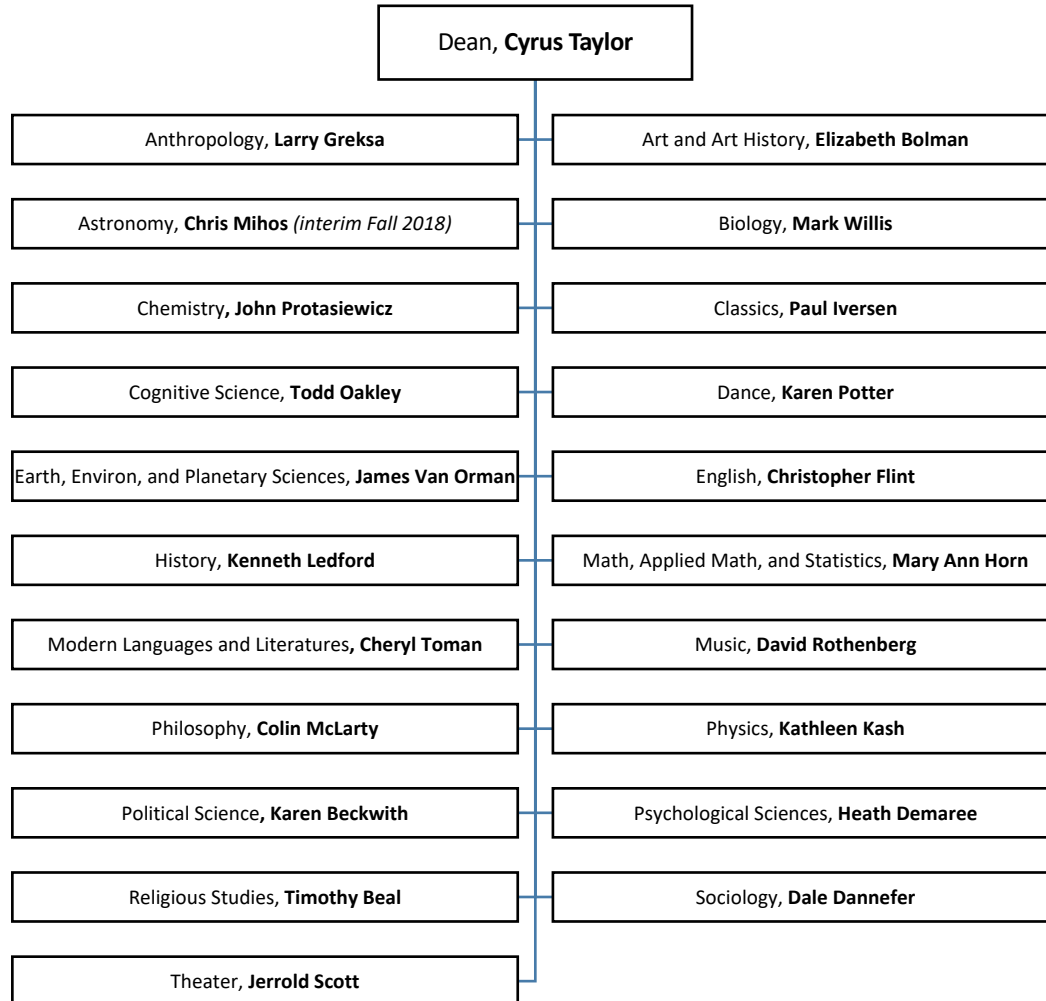 Dean, Cyrus Taylor
Anthropology, Larry Greksa
Art and Art History, Elizabeth Bolman
Astronomy, Chris Mihos (interim Fall 2018)
Biology, Mark Willis
Chemistry, John Protasiewicz
Classics, Paul Iversen
Cognitive Science, Todd Oakley
Dance, Karen Potter
Earth, Environ, and Planetary Sciences, James Van Orman
English, Christopher Flint
History, Kenneth Ledford
Math, Applied Math, and Statistics, Mary Ann Horn
Modern Languages and Literatures, Cheryl Toman
Music, David Rothenberg
Philosophy, Colin McLarty
Physics, Kathleen Kash
Political Science, Karen Beckwith
Psychological Sciences, Heath Demaree
Religious Studies, Timothy Beal
Sociology, Dale Dannefer
Theater, Jerrold Scott